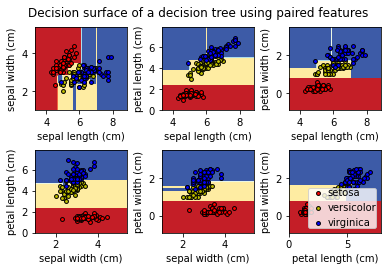 Decision surface of a decision tree using paired features
sepal width (cm)
4
2
4
6
8
sepal length (cm)
petal length (cm)
6
4
2
0
4
6
8
sepal length (cm)
petal width (cm)
2
0
4
6
8
sepal length (cm)
petal length (cm)
6
4
2
0
2
4
sepal width (cm)
petal width (cm)
2
0
2
4
sepal width (cm)
petal width (cm)
2
0
0
5
petal length (cm)
setosa
versicolor
virginica